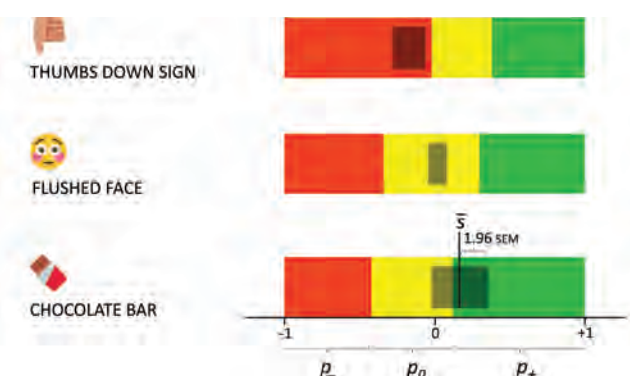 THUMBS DOWN SIGN
FLUSHED FACE
s̅
1.96 SEM
CHOCOLATE BAR
-1 0 +1
p₋ p₀ p₊